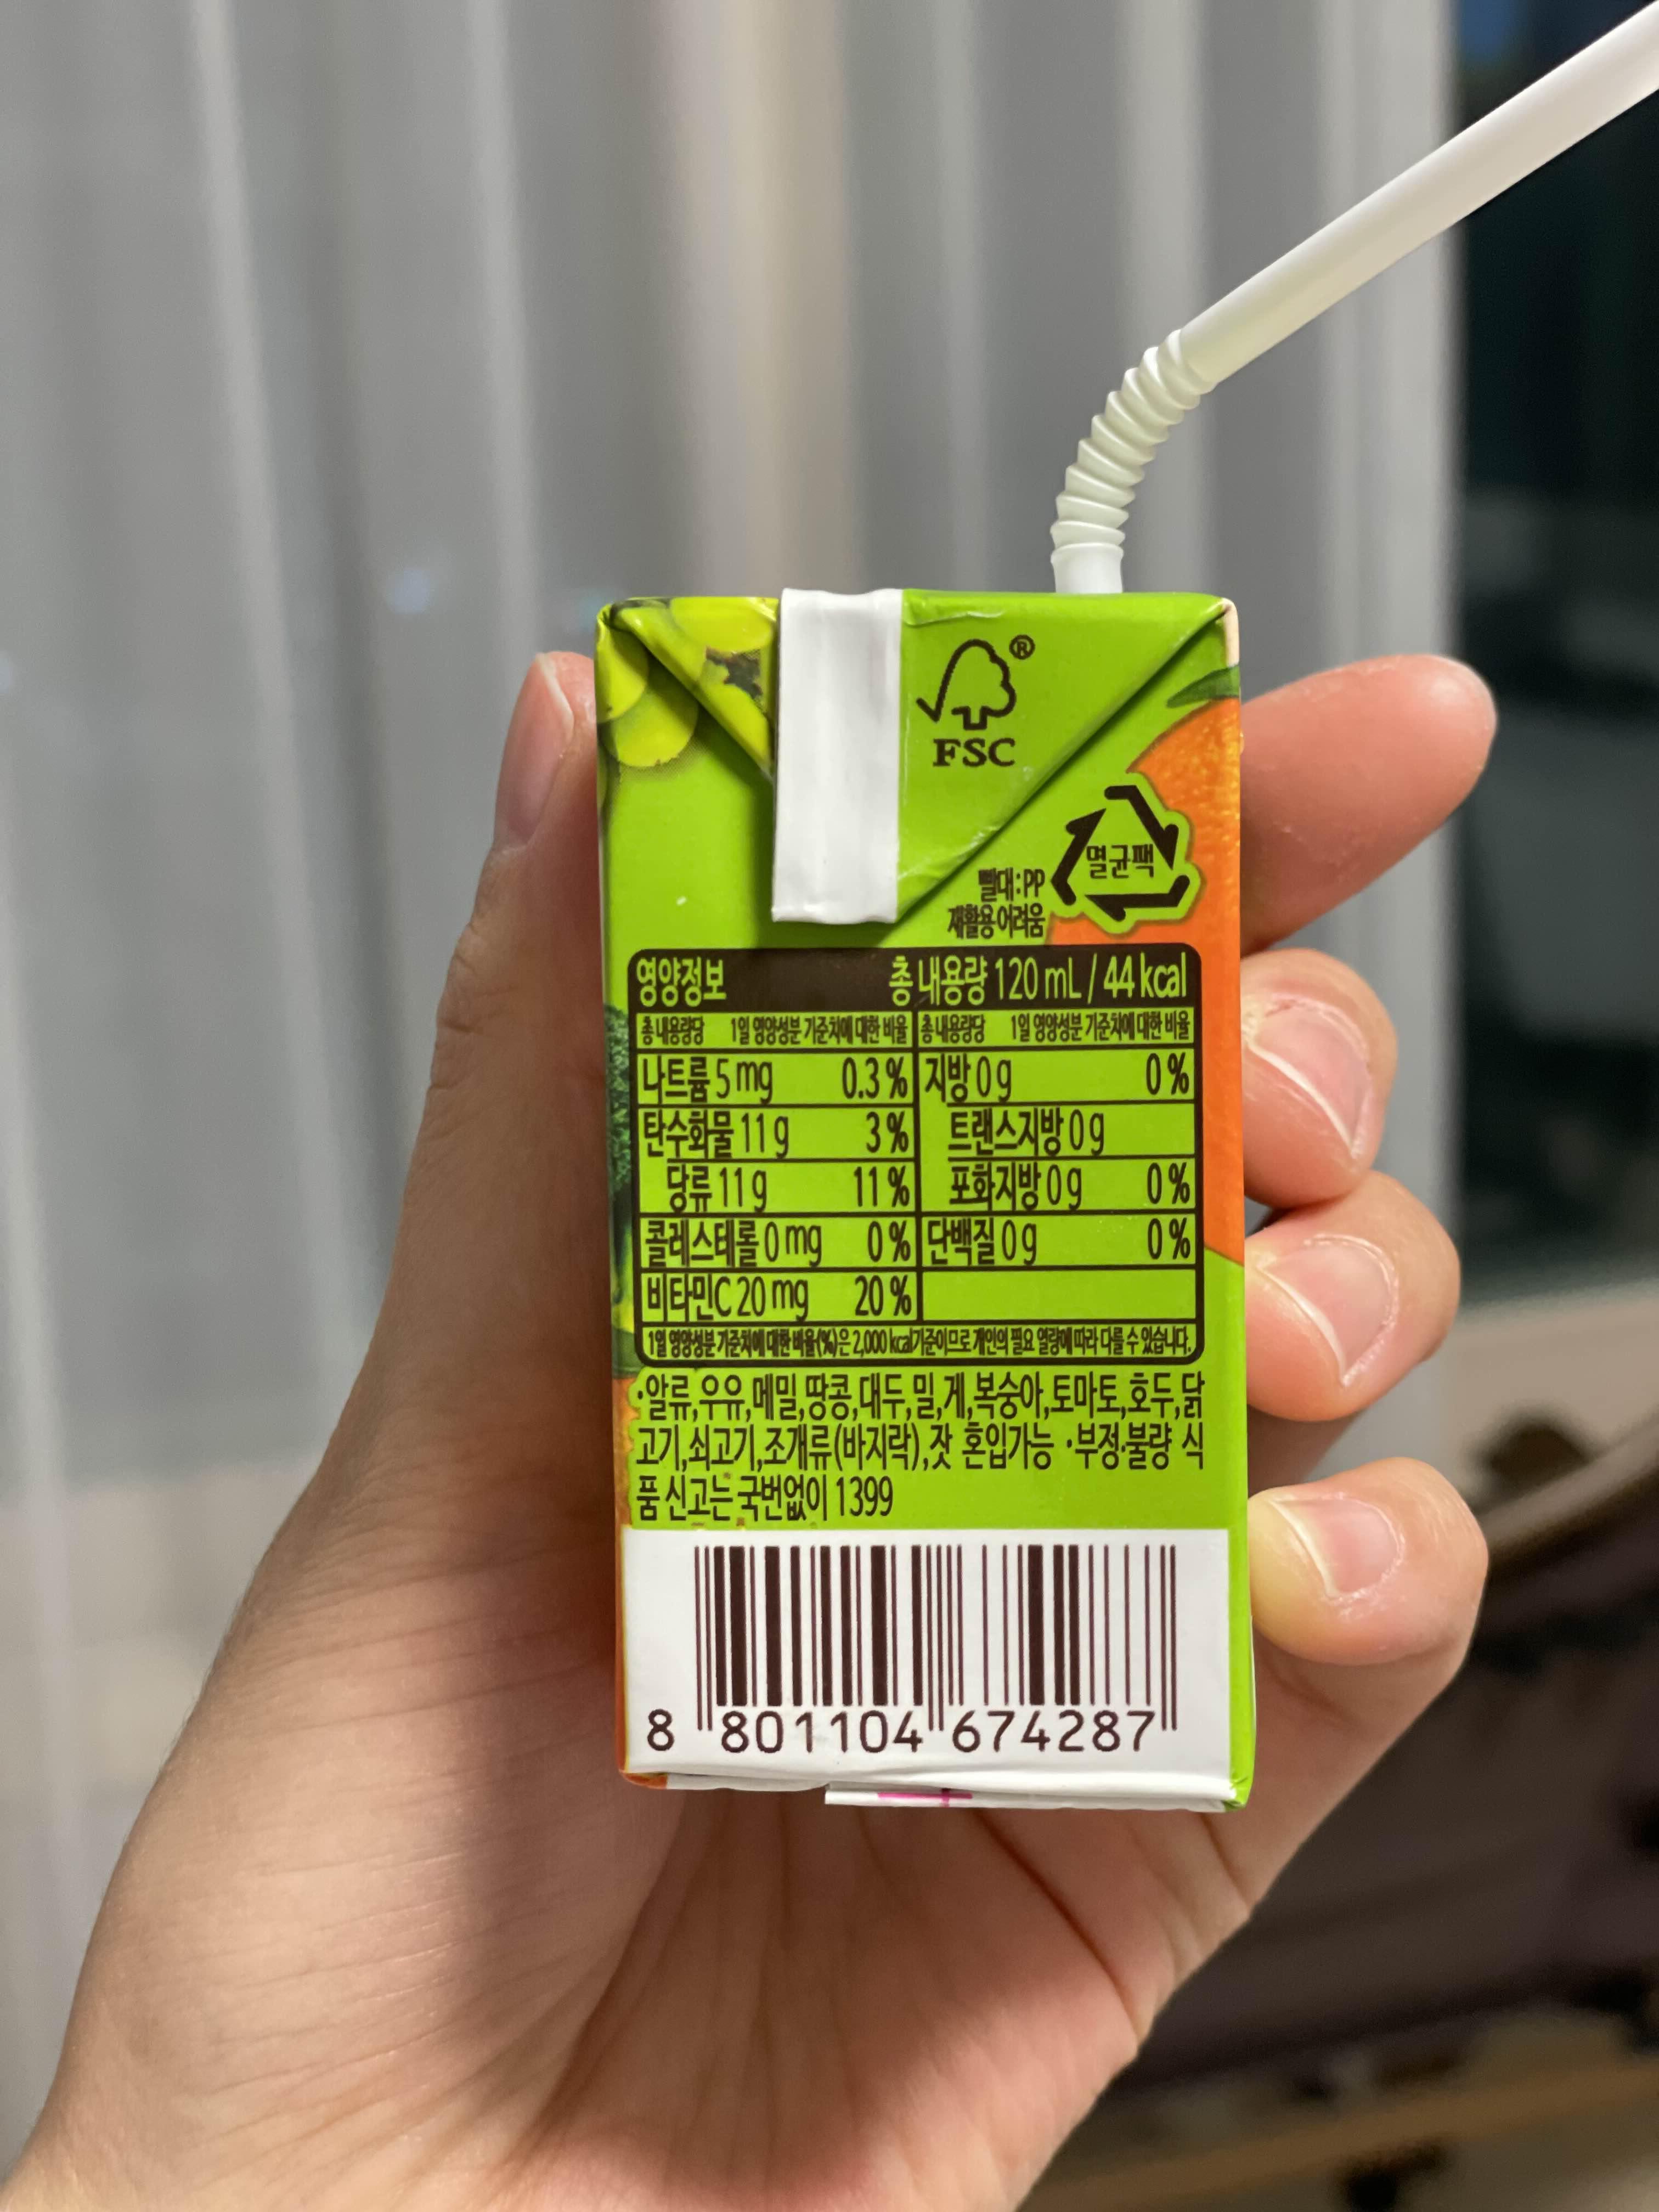 ®
FSC
멸균팩
빨대:PP
재활용 어려움
영양정보 총 내용량 120 mL / 44 kcal
총 내용량당 1일 영양성분 기준치에 대한 비율 총 내용량당 1일 영양성분 기준치에 대한 비율
나트륨 5 mg 0.3 % 지방 0 g 0 %
탄수화물 11 g 3 % 트랜스지방 0 g
당류 11 g 11 % 포화지방 0 g 0 %
콜레스테롤 0 mg 0 % 단백질 0 g 0 %
비타민C 20 mg 20 %
1일 영양성분 기준치에 대한 비율(%)은 2,000 kcal기준이므로 개인의 필요 열량에 따라 다를 수 있습니다.
·알류,우유,메밀,땅콩,대두,밀,게,복숭아,토마토,호두,닭
고기,쇠고기,조개류(바지락),잣 혼입가능 ·부정·불량 식
품 신고는 국번없이 1399
8 801104 674287